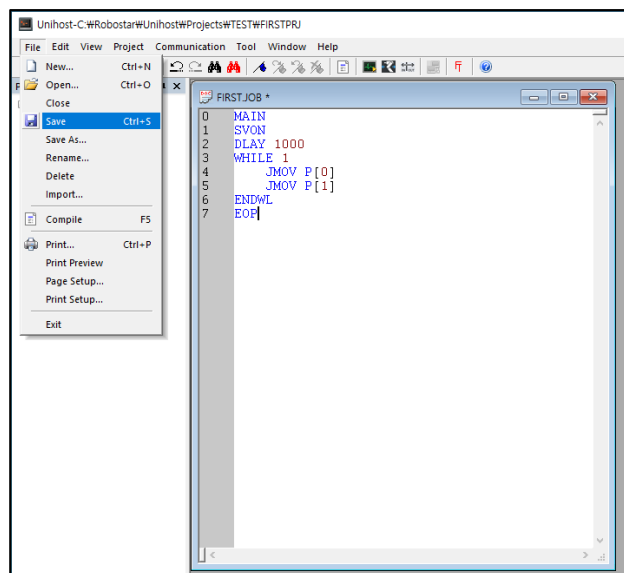 Unihost-C:₩Robostar₩Unihost₩Projects₩TEST₩FIRSTPRJ
File Edit View Project Communication Tool Window Help
New... Ctrl+N
Open... Ctrl+O
Close
Save Ctrl+S
Save As...
Rename...
Delete
Import...
Compile F5
Print... Ctrl+P
Print Preview
Page Setup...
Print Setup...
Exit
FIRST.JOB *
0 MAIN
1 SVON
2 DLAY 1000
3 WHILE 1
4 JMOV P[0]
5 JMOV P[1]
6 ENDWL
7 EOP